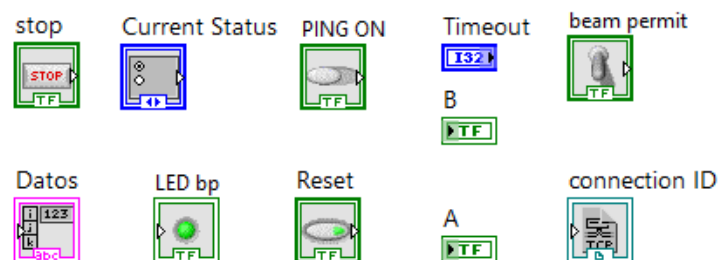 stop Current Status PING ON Timeout beam permit
STOP I32
TF TF TF
B
TF
Datos LED bp Reset connection ID
123
i
j
k
A
TCP
abc TF TF TF